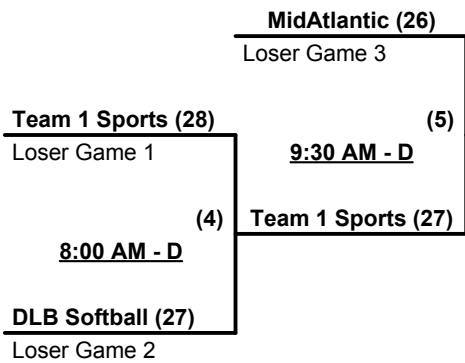 MidAtlantic (26)
Loser Game 3
Team 1 Sports (28)
Loser Game 1
(5)
9:30 AM - D
(4)
Team 1 Sports (27)
8:00 AM - D
DLB Softball (27)
Loser Game 2